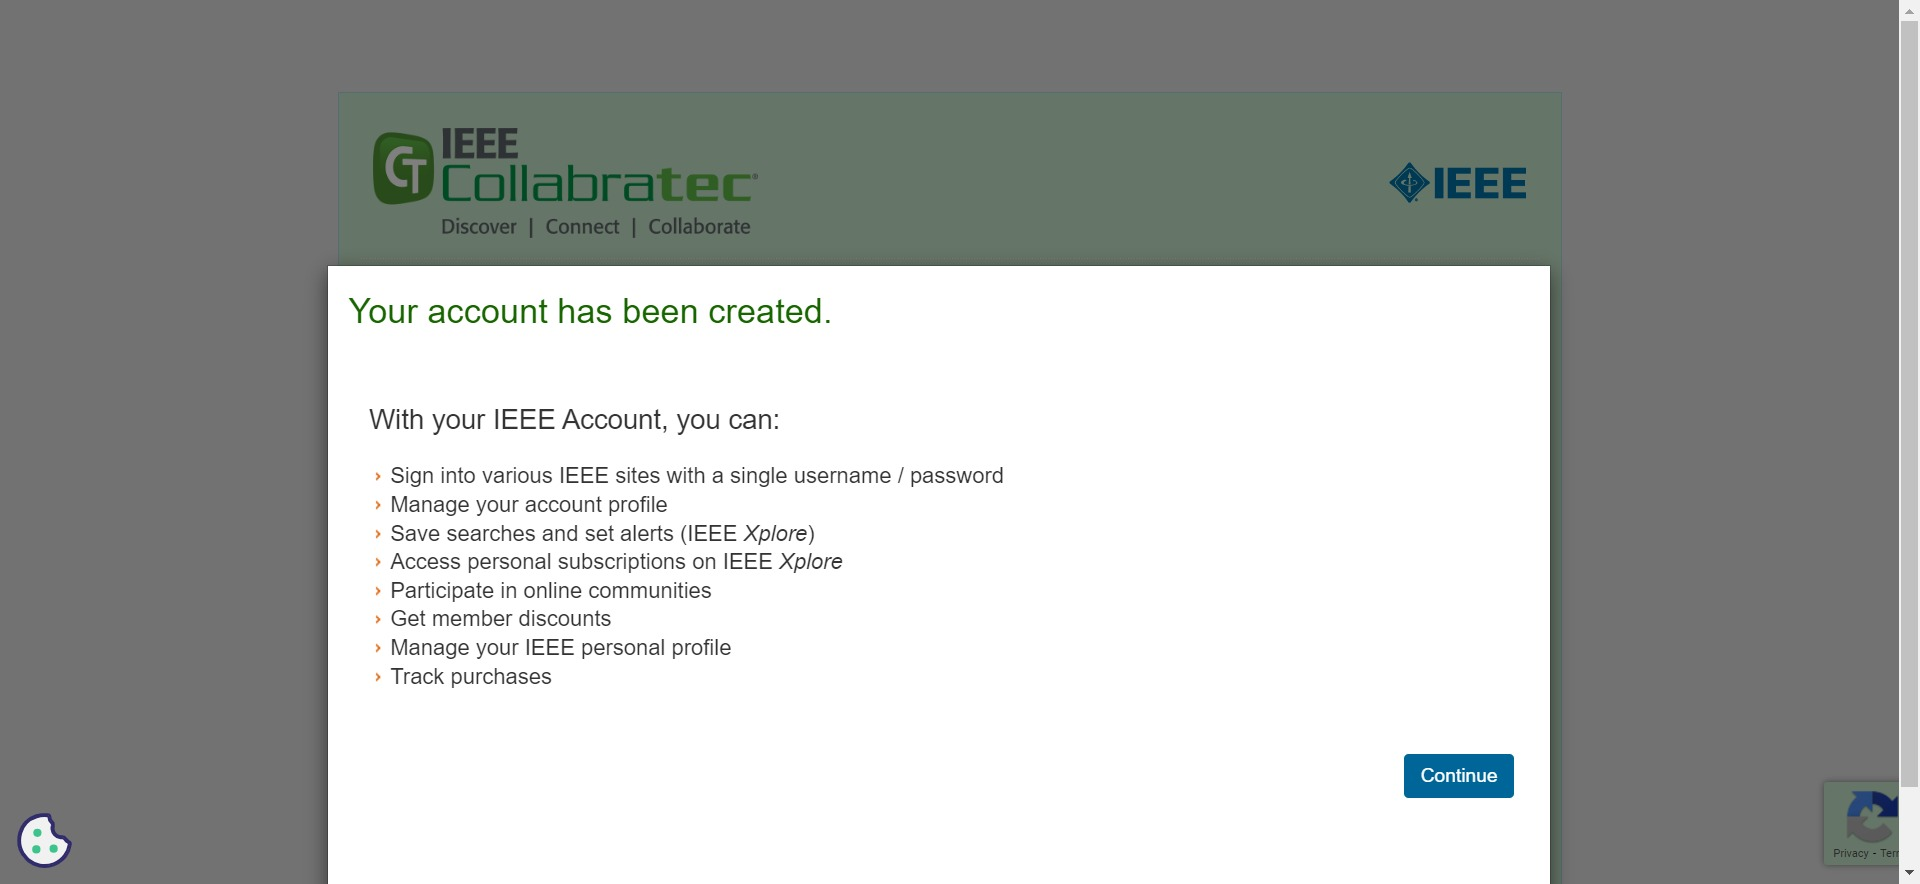 IEEE
Collabratec®
Discover | Connect | Collaborate
IEEE
Your account has been created.
With your IEEE Account, you can:
› Sign into various IEEE sites with a single username / password
› Manage your account profile
› Save searches and set alerts (IEEE Xplore)
› Access personal subscriptions on IEEE Xplore
› Participate in online communities
› Get member discounts
› Manage your IEEE personal profile
› Track purchases
Continue
Privacy - Terr